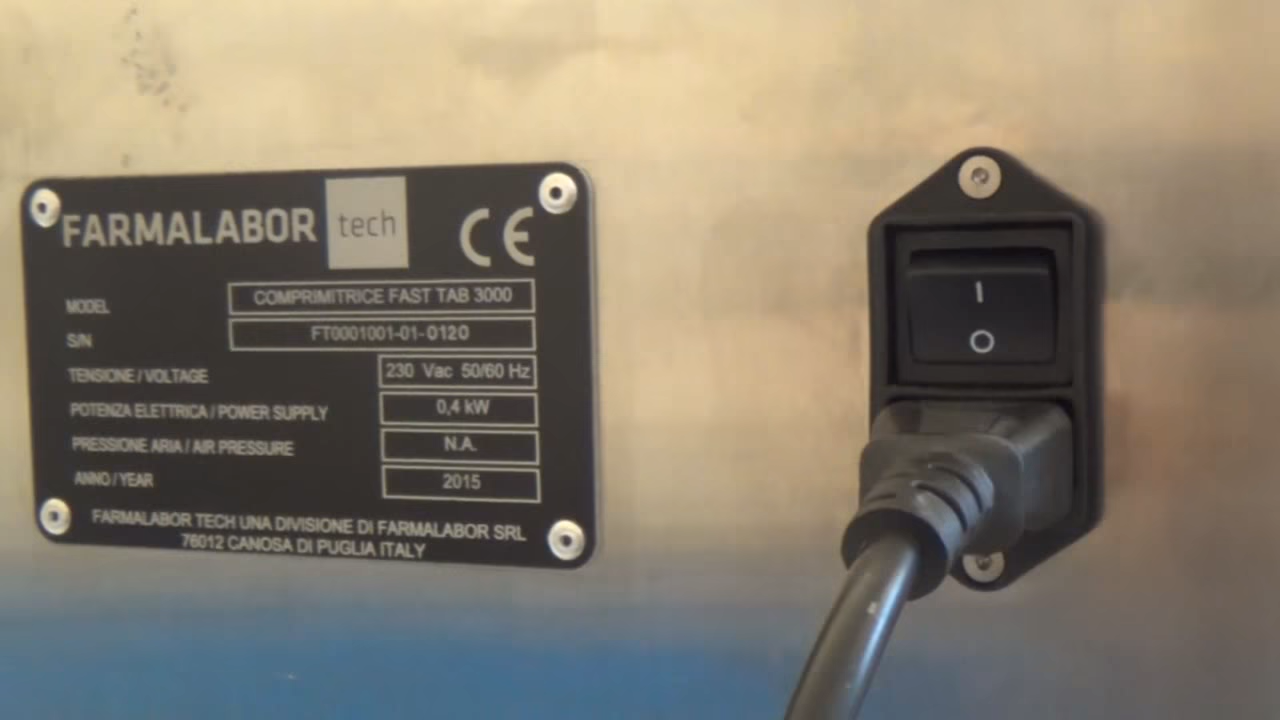 FARMALABOR tech CE
MODEL COMPRIMITRICE FAST TAB 3000
S/N FT0001001-01-0120
TENSIONE / VOLTAGE 230 Vac 50/60 Hz
POTENZA ELETTRICA / POWER SUPPLY 0,4 kW
PRESSIONE ARIA / AIR PRESSURE N.A.
ANNO / YEAR 2015
FARMALABOR TECH UNA DIVISIONE DI FARMALABOR SRL
76012 CANOSA DI PUGLIA ITALY
I
O